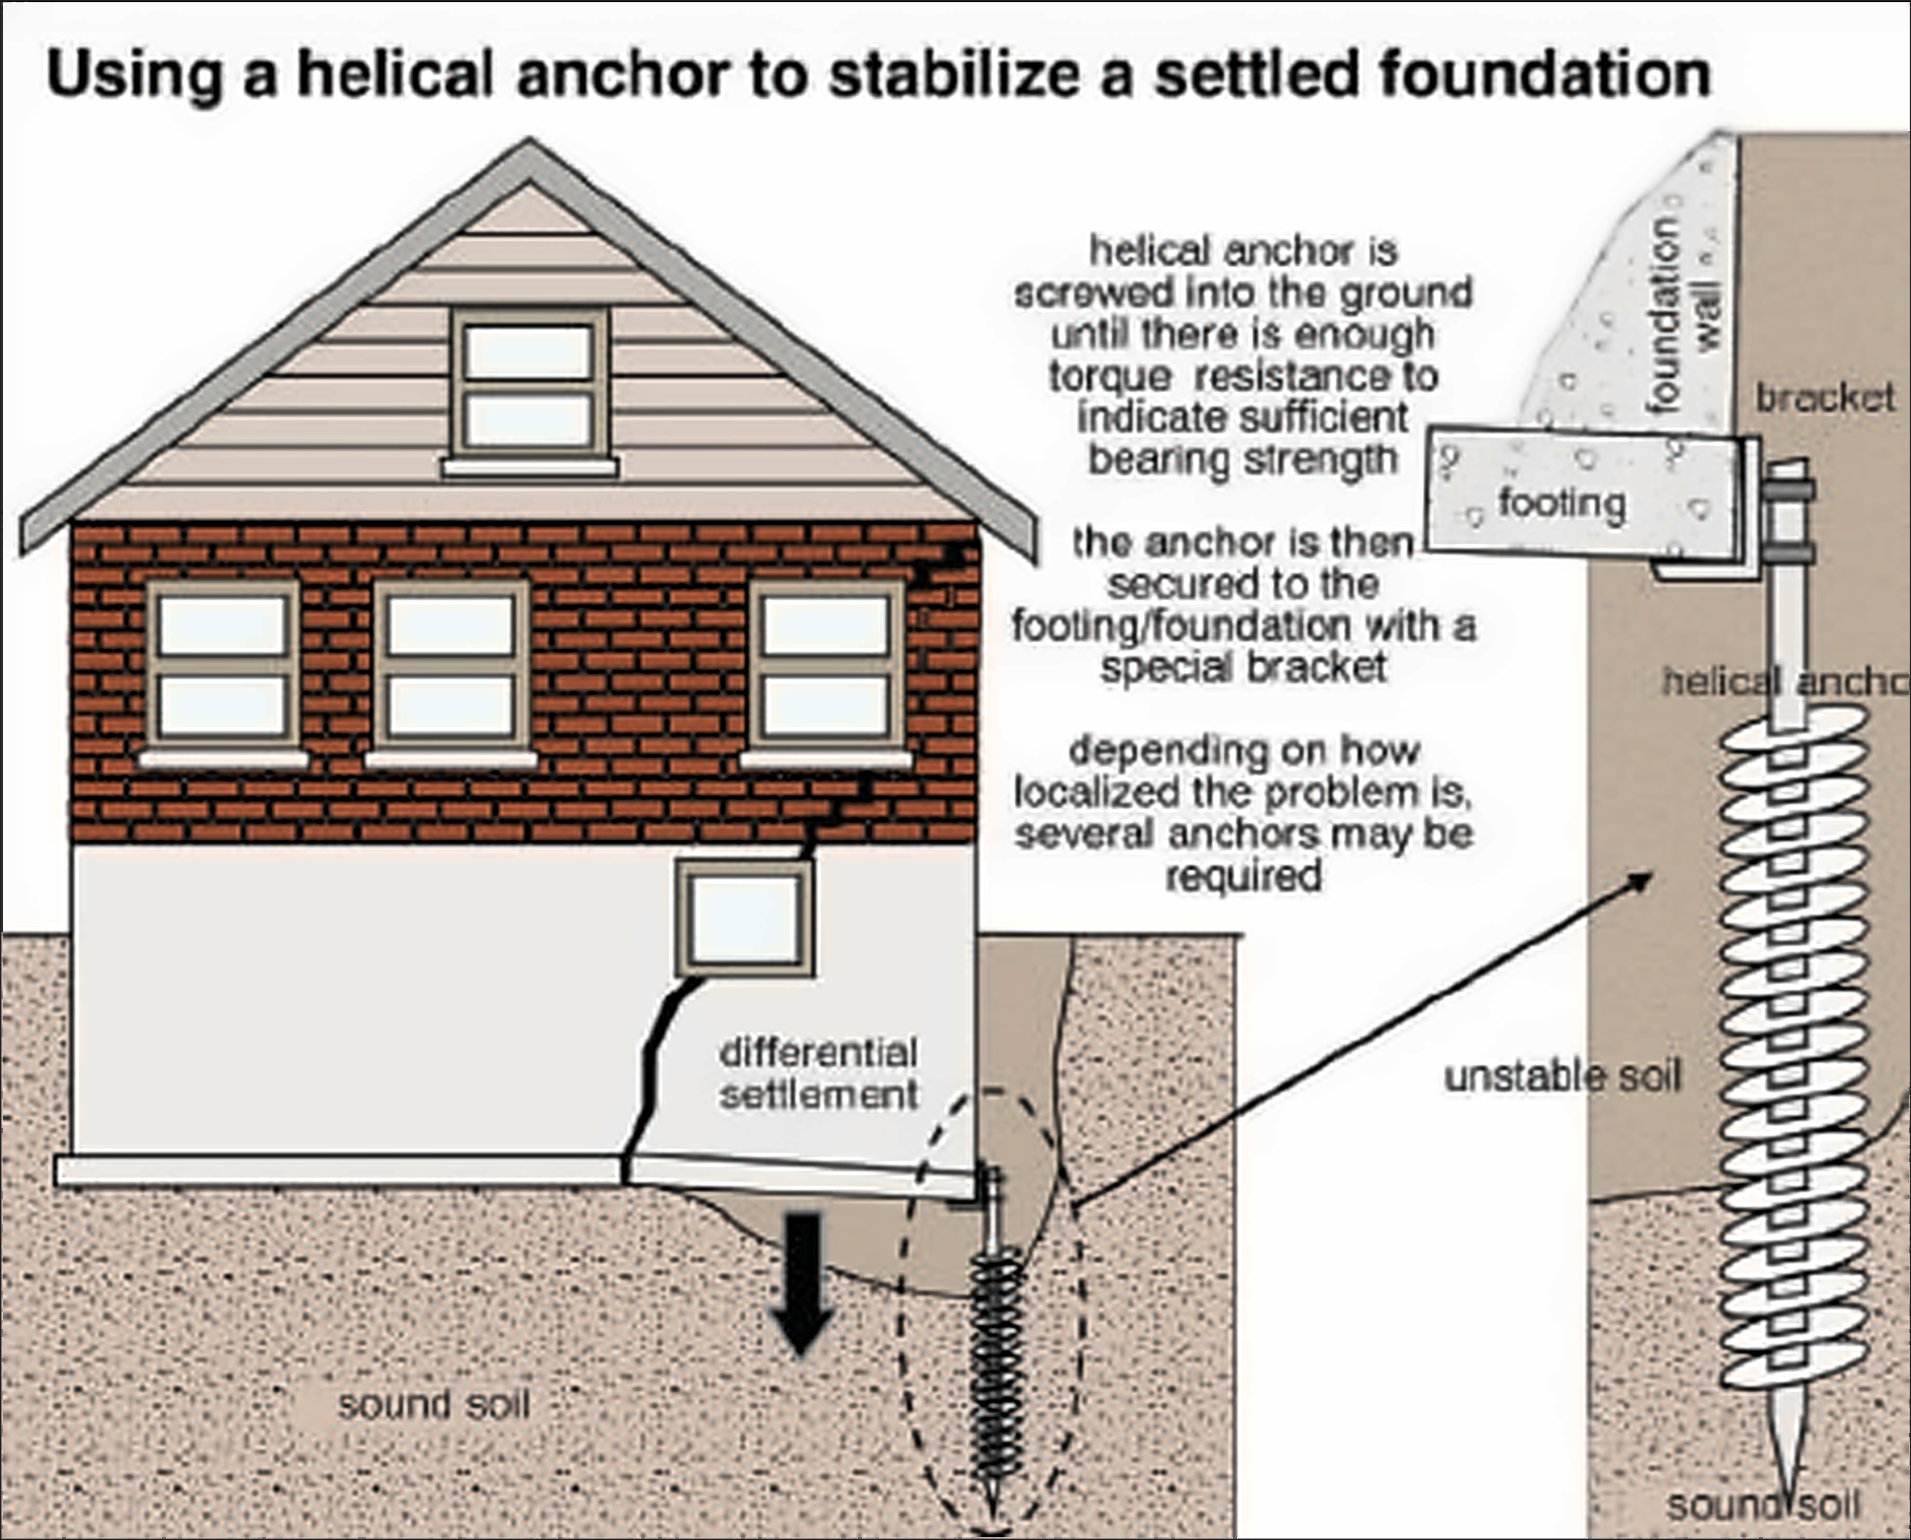 Using a helical anchor to stabilize a settled foundation
helical anchor is
screwed into the ground
until there is enough
torque resistance to
indicate sufficient
bearing strength
the anchor is then
secured to the
footing/foundation with a
special bracket
depending on how
localized the problem is,
several anchors may be
required
foundation
wall
bracket
footing
helical ancho
unstable soil
sound soil
differential
settlement
sound soil